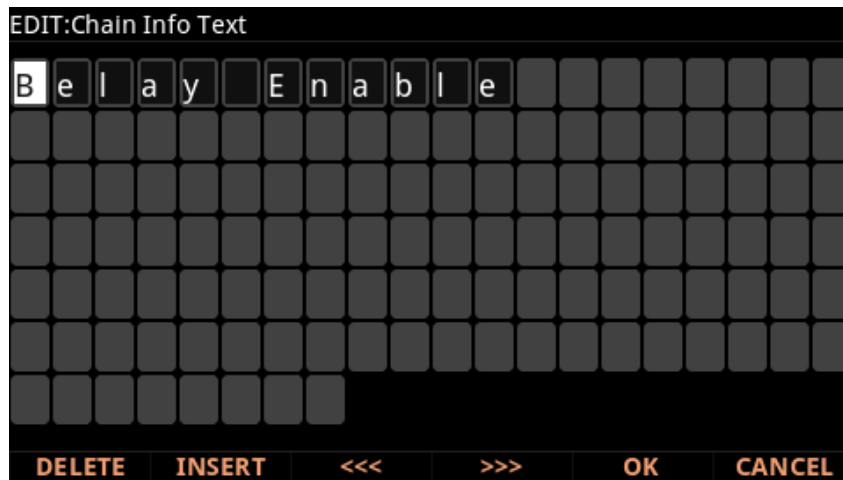 EDIT:Chain Info Text
Belay Enable
DELETE INSERT <<< >>> OK CANCEL